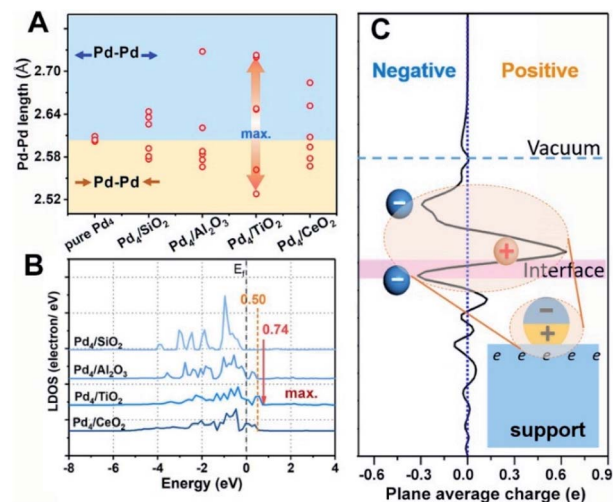 A
Pd-Pd length (Å)
2.70
2.64
2.58
2.52
Pd-Pd
max.
Pd-Pd
pure Pd₄
Pd₄/SiO₂
Pd₄/Al₂O₃
Pd₄/TiO₂
Pd₄/CeO₂
B
LDOS (electron/ eV)
E_f
0.50
0.74
Pd₄/SiO₂
Pd₄/Al₂O₃
Pd₄/TiO₂
max.
Pd₄/CeO₂
-8 -6 -4 -2 0 2 4
Energy (eV)
C
Negative Positive
Vacuum
−
+
−
Interface
−
+
e e e e e
support
-0.6 -0.3 0.0 0.3 0.6 0.9
Plane average charge (e)